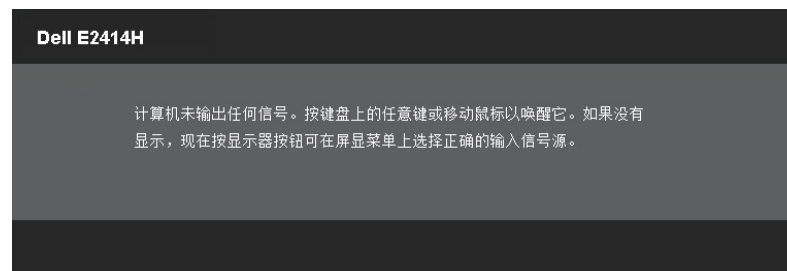 Dell E2414H
计算机未输出任何信号。按键盘上的任意键或移动鼠标以唤醒它。如果没有
显示，现在按显示器按钮可在屏显菜单上选择正确的输入信号源。